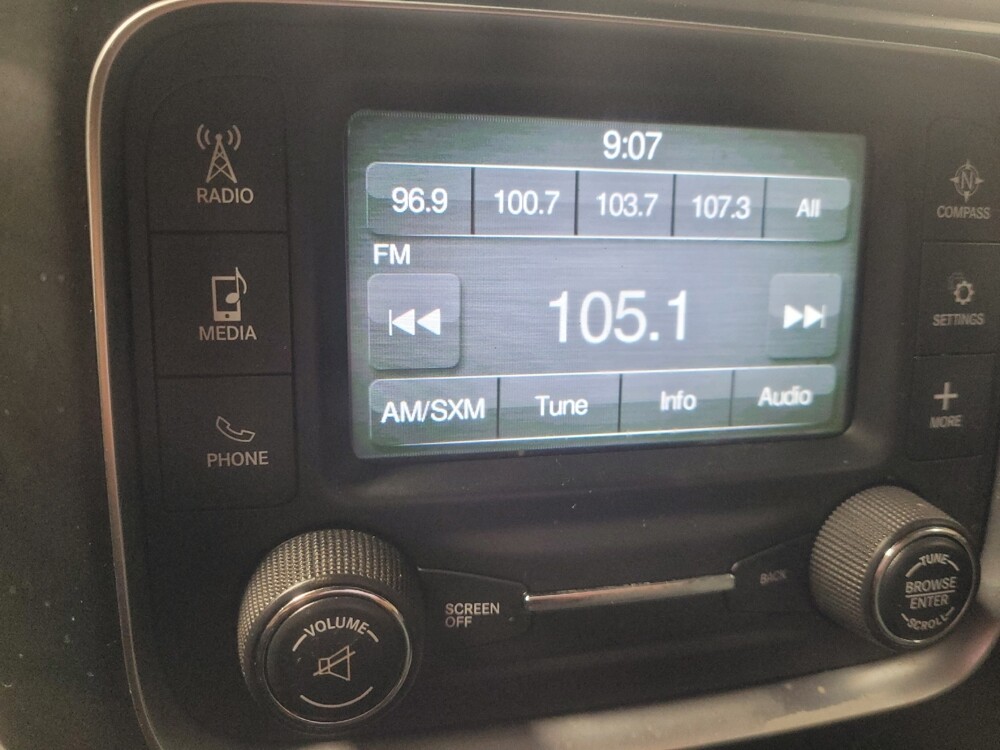 9:07
96.9 100.7 103.7 107.3 All
FM
105.1
AM/SXM Tune Info Audio
RADIO
MEDIA
PHONE
N
COMPASS
SETTINGS
MORE
VOLUME
SCREEN
OFF
BACK
TUNE
BROWSE
ENTER
SCROLL